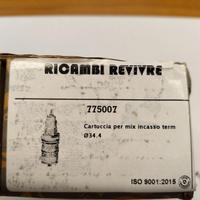 RICAMBI REVIVRE
775007
Cartuccia per mix incasso term
Ø34.4
ISO 9001:2015